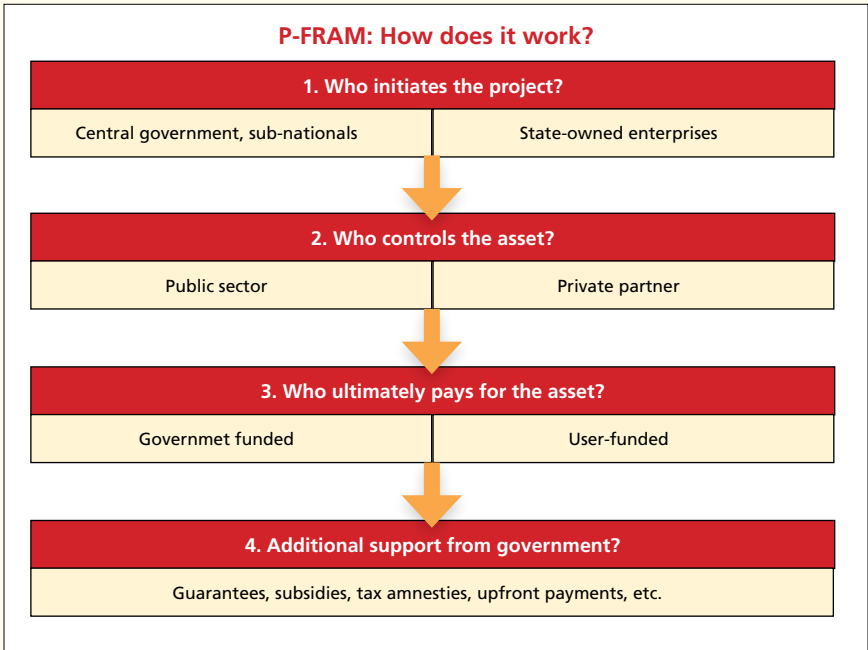 P-FRAM: How does it work?
1. Who initiates the project?
Central government, sub-nationals
State-owned enterprises
2. Who controls the asset?
Public sector
Private partner
3. Who ultimately pays for the asset?
Governmet funded
User-funded
4. Additional support from government?
Guarantees, subsidies, tax amnesties, upfront payments, etc.